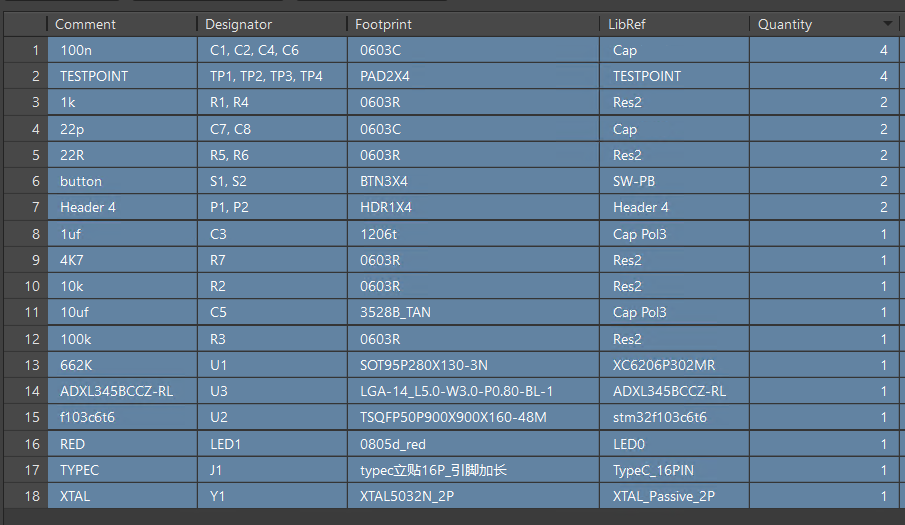 Comment Designator Footprint LibRef Quantity
1 100n C1, C2, C4, C6 0603C Cap 4
2 TESTPOINT TP1, TP2, TP3, TP4 PAD2X4 TESTPOINT 4
3 1k R1, R4 0603R Res2 2
4 22p C7, C8 0603C Cap 2
5 22R R5, R6 0603R Res2 2
6 button S1, S2 BTN3X4 SW-PB 2
7 Header 4 P1, P2 HDR1X4 Header 4 2
8 1uf C3 1206t Cap Pol3 1
9 4K7 R7 0603R Res2 1
10 10k R2 0603R Res2 1
11 10uf C5 3528B_TAN Cap Pol3 1
12 100k R3 0603R Res2 1
13 662K U1 SOT95P280X130-3N XC6206P302MR 1
14 ADXL345BCCZ-RL U3 LGA-14_L5.0-W3.0-P0.80-BL-1 ADXL345BCCZ-RL 1
15 f103c6t6 U2 TSQFP50P900X900X160-48M stm32f103c6t6 1
16 RED LED1 0805d_red LED0 1
17 TYPEC J1 typec立贴16P_引脚加长 TypeC_16PIN 1
18 XTAL Y1 XTAL5032N_2P XTAL_Passive_2P 1